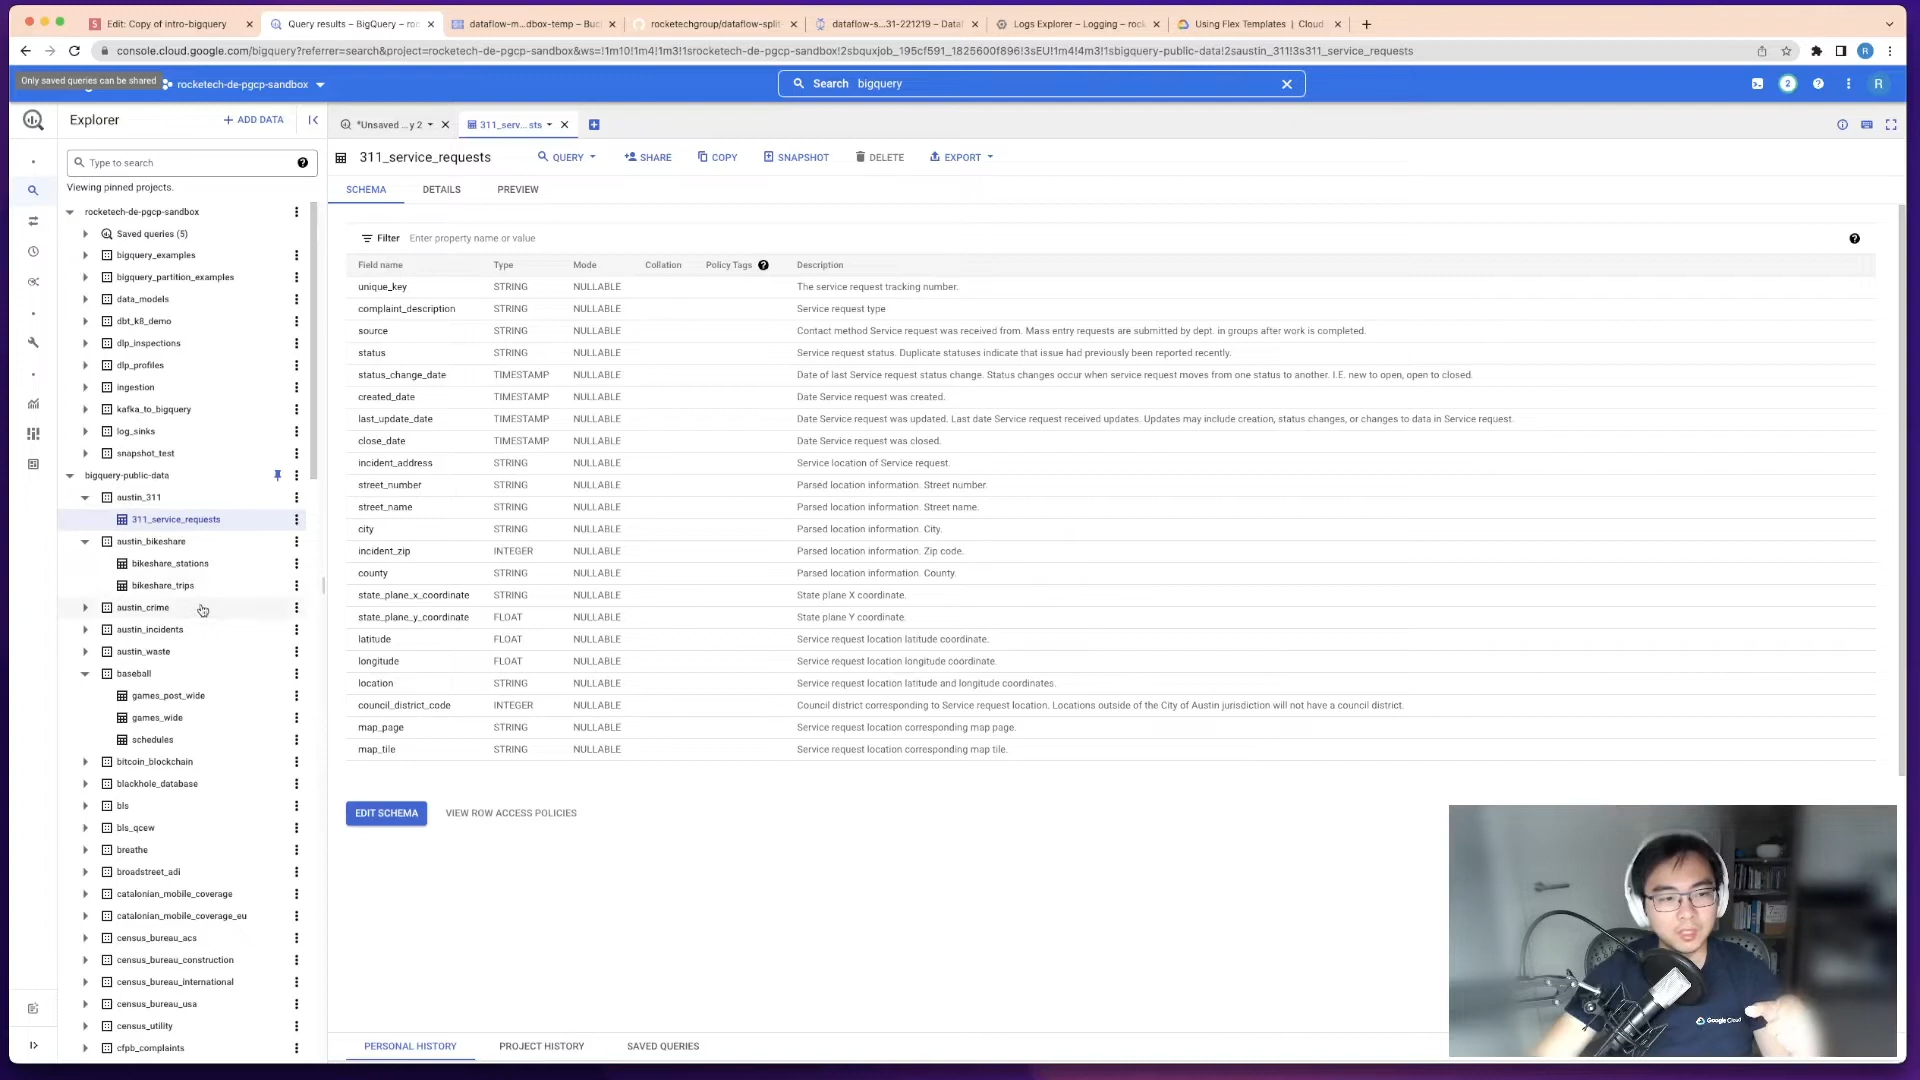 Edit: Copy of intro-bigquery
Query results – BigQuery – roc
dataflow-m...dbox-temp – Buc
rocketechgroup/dataflow-split-
dataflow-s...31-221219 – Data
Logs Explorer – Logging – rock
Using Flex Templates | Cloud
console.cloud.google.com/bigquery?referrer=search&project=rocketech-de-pgcp-sandbox&ws=!1m10!1m4!1m3!1srocketech-de-pgcp-sandbox!2sbquxjob_195cf591_1825600f896!3sEU!1m4!4m3!1sbigquery-public-data!2saustin_311!3s311_service_requests
R
Only saved queries can be shared
rocketech-de-pgcp-sandbox
Search bigquery
2
R
Explorer
+ ADD DATA
*Unsaved ...y 2
311_serv... sts
Type to search
Viewing pinned projects.
311_service_requests
QUERY
SHARE
COPY
SNAPSHOT
DELETE
EXPORT
SCHEMA DETAILS PREVIEW
rocketech-de-pgcp-sandbox
Saved queries (5)
bigquery_examples
bigquery_partition_examples
data_models
dbt_k8_demo
dlp_inspections
dlp_profiles
ingestion
kafka_to_bigquery
log_sinks
snapshot_test
bigquery-public-data
austin_311
311_service_requests
austin_bikeshare
bikeshare_stations
bikeshare_trips
austin_crime
austin_incidents
austin_waste
baseball
games_post_wide
games_wide
schedules
bitcoin_blockchain
blackhole_database
bls
bls_qcew
breathe
broadstreet_adi
catalonian_mobile_coverage
catalonian_mobile_coverage_eu
census_bureau_acs
census_bureau_construction
census_bureau_international
census_bureau_usa
census_utility
cfpb_complaints
Filter Enter property name or value
Field name Type Mode Collation Policy Tags Description
unique_key STRING NULLABLE The service request tracking number.
complaint_description STRING NULLABLE Service request type
source STRING NULLABLE Contact method Service request was received from. Mass entry requests are submitted by dept. in groups after work is completed.
status STRING NULLABLE Service request status. Duplicate statuses indicate that issue had previously been reported recently.
status_change_date TIMESTAMP NULLABLE Date of last Service request status change. Status changes occur when service request moves from one status to another. I.E. new to open, open to closed.
created_date TIMESTAMP NULLABLE Date Service request was created.
last_update_date TIMESTAMP NULLABLE Date Service request was updated. Last date Service request received updates. Updates may include creation, status changes, or changes to data in Service request.
close_date TIMESTAMP NULLABLE Date Service request was closed.
incident_address STRING NULLABLE Service location of Service request.
street_number STRING NULLABLE Parsed location information. Street number.
street_name STRING NULLABLE Parsed location information. Street name.
city STRING NULLABLE Parsed location information. City.
incident_zip INTEGER NULLABLE Parsed location information. Zip code.
county STRING NULLABLE Parsed location information. County.
state_plane_x_coordinate STRING NULLABLE State plane X coordinate.
state_plane_y_coordinate FLOAT NULLABLE State plane Y coordinate.
latitude FLOAT NULLABLE Service request location latitude coordinate.
longitude FLOAT NULLABLE Service request location longitude coordinate.
location STRING NULLABLE Service request location latitude and longitude coordinates.
council_district_code INTEGER NULLABLE Council district corresponding to Service request location. Locations outside of the City of Austin jurisdiction will not have a council district.
map_page STRING NULLABLE Service request location corresponding map page.
map_tile STRING NULLABLE Service request location corresponding map tile.
EDIT SCHEMA
VIEW ROW ACCESS POLICIES
Google Cloud
PERSONAL HISTORY PROJECT HISTORY SAVED QUERIES